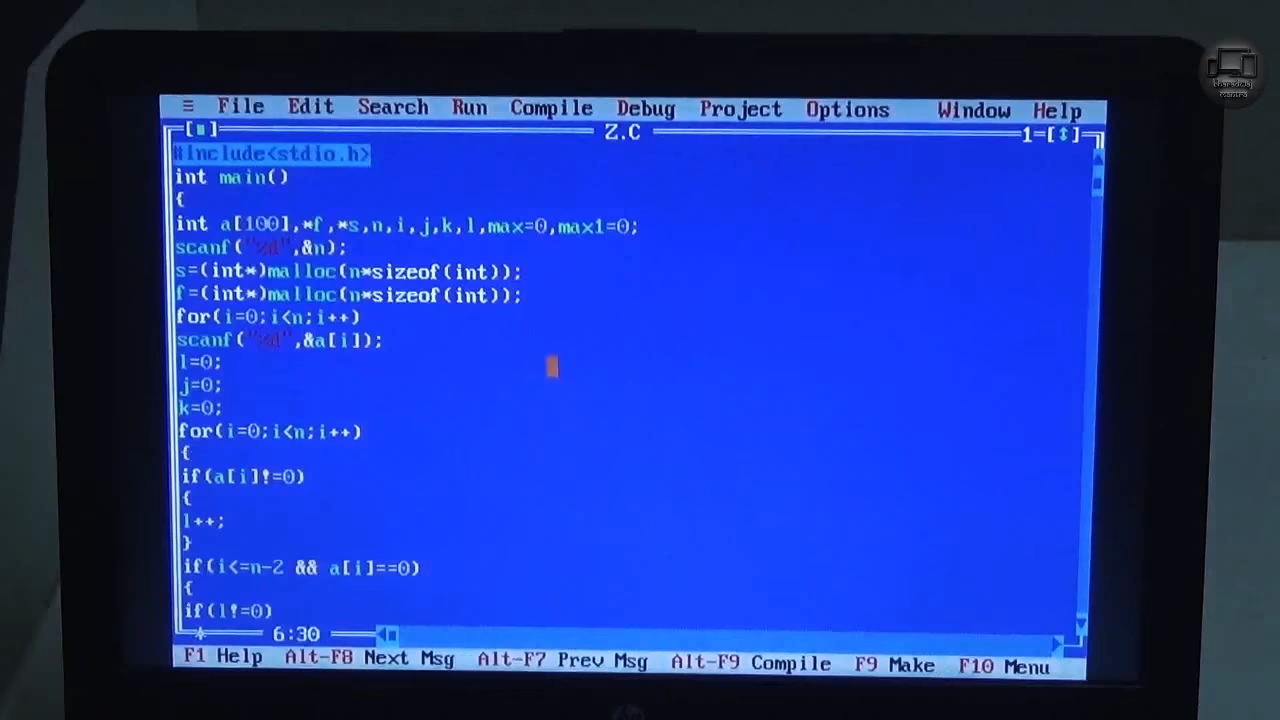 ≡ File Edit Search Run Compile Debug Project Options Window Help
[■] Z.C 1=[↕]
#include<stdio.h>
int main()
{
int a[100],*f,*s,n,i,j,k,l,max=0,max1=0;
scanf("%d",&n);
s=(int*)malloc(n*sizeof(int));
f=(int*)malloc(n*sizeof(int));
for(i=0;i<n;i++)
scanf("%d",&a[i]);
l=0;
j=0;
k=0;
for(i=0;i<n;i++)
{
if(a[i]!=0)
{
l++;
}
if(i<=n-2 && a[i]==0)
{
if(l!=0)
* 6:30
F1 Help Alt-F8 Next Msg Alt-F7 Prev Msg Alt-F9 Compile F9 Make F10 Menu